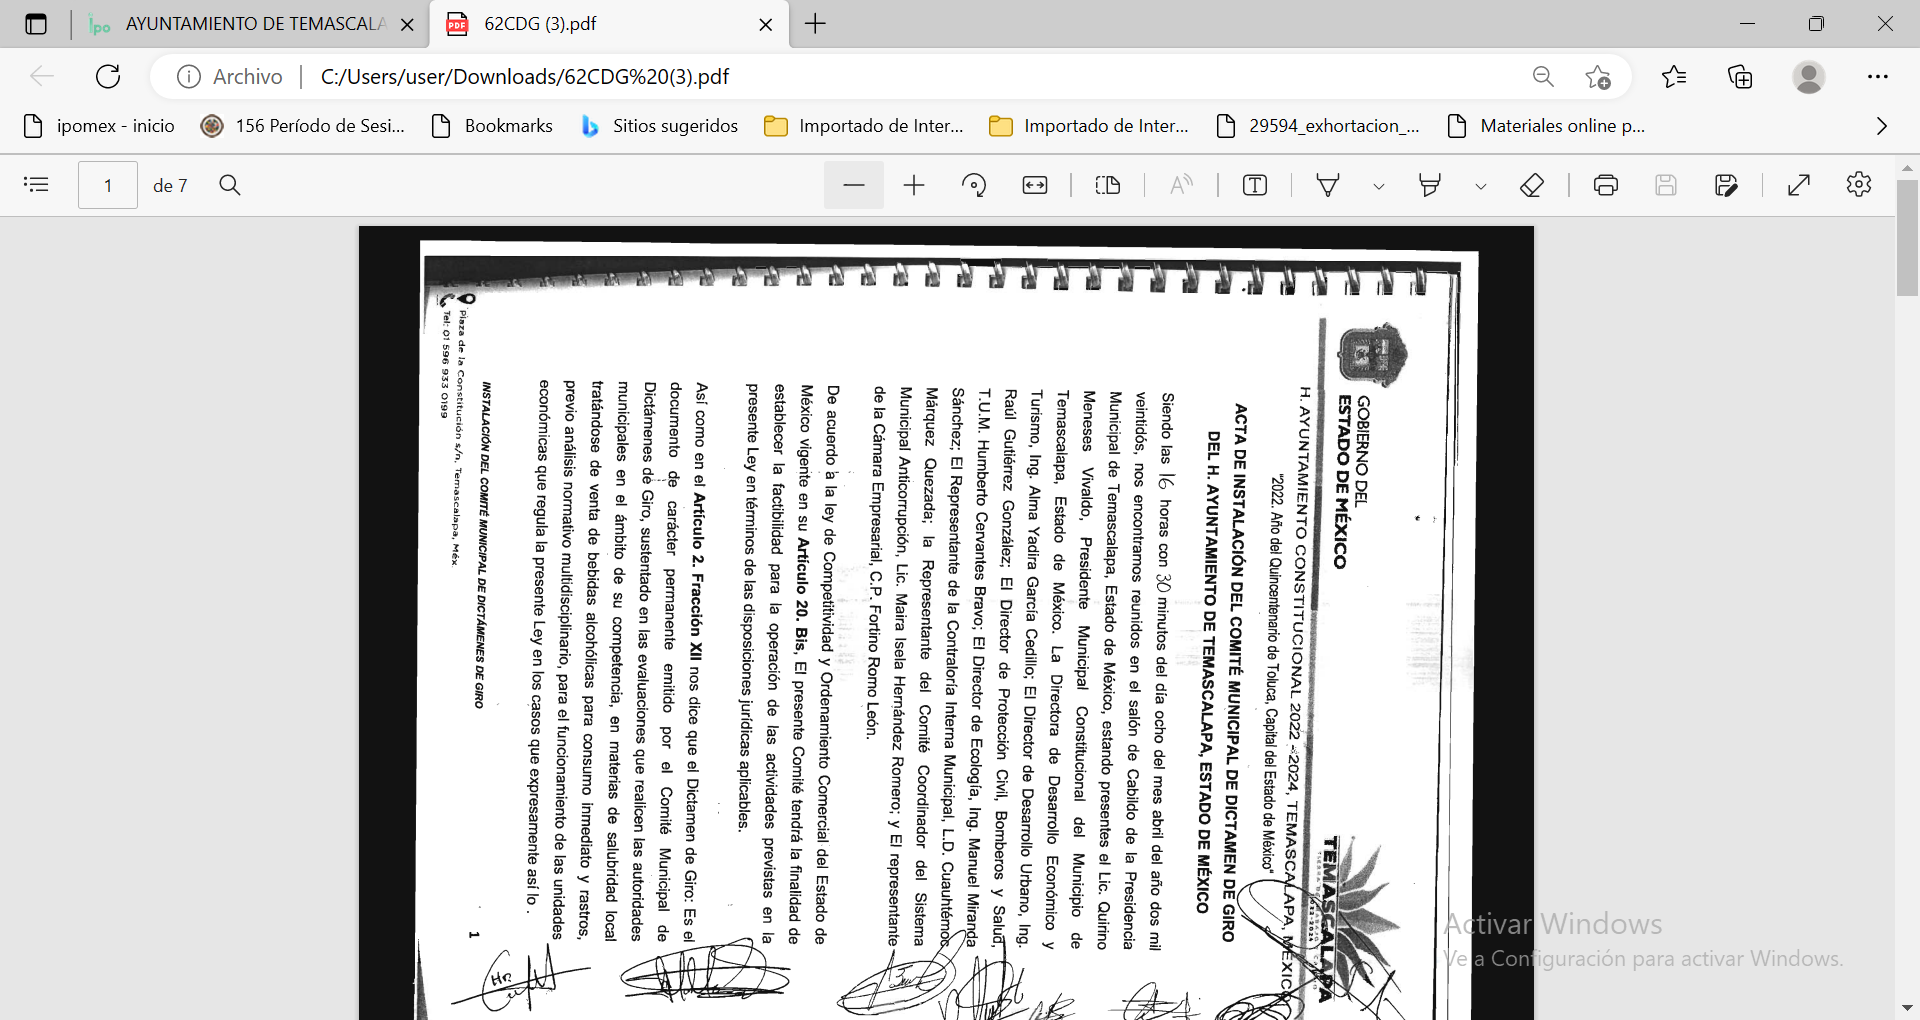 AYUNTAMIENTO DE TEMASCALA
62CDG (3).pdf
Archivo
C:/Users/user/Downloads/62CDG%20(3).pdf
ipomex - inicio
156 Período de Sesi...
Bookmarks
Sitios sugeridos
Importado de Inter...
Importado de Inter...
29594_exhortacion_...
Materiales online p...
1
de 7
GOBIERNO DEL
ESTADO DE MÉXICO
TEMASCALAPA
H. AYUNTAMIENTO CONSTITUCIONAL 2022 -2024, TEMASCALAPA, MÉXICO
"2022. Año del Quincentenario de Toluca, Capital del Estado de México"
ACTA DE INSTALACIÓN DEL COMITÉ MUNICIPAL DE DICTAMEN DE GIRO
DEL H. AYUNTAMIENTO DE TEMASCALAPA, ESTADO DE MÉXICO
Siendo las 16 horas con 30 minutos del día ocho del mes abril del año dos mil
veintidós, nos encontramos reunidos en el salón de Cabildo de la Presidencia
Municipal de Temascalapa, Estado de México, estando presentes el Lic. Quirino
Meneses Vivaldo, Presidente Municipal Constitucional del Municipio de
Temascalapa, Estado de México. La Directora de Desarrollo Económico y
Turismo, Ing. Alma Yadira García Cedillo; El Director de Desarrollo Urbano, Ing.
Raúl Gutiérrez González; El Director de Protección Civil, Bomberos y Salud,
T.U.M. Humberto Cervantes Bravo; El Director de Ecología, Ing. Manuel Miranda
Sánchez; El Representante de la Contraloría Interna Municipal, L.D. Cuauhtémoc
Márquez Quezada; la Representante del Comité Coordinador del Sistema
Municipal Anticorrupción, Lic. Maira Isela Hernández Romero; y El representante
de la Cámara Empresarial, C.P. Fortino Romo León.
De acuerdo a la ley de Competitividad y Ordenamiento Comercial del Estado de
México vigente en su Artículo 20. Bis, El presente Comité tendrá la finalidad de
establecer la factibilidad para la operación de las actividades previstas en la
presente Ley en términos de las disposiciones jurídicas aplicables.
Así como en el Artículo 2. Fracción XII nos dice que el Dictamen de Giro: Es el
documento de carácter permanente emitido por el Comité Municipal de
Dictámenes de Giro, sustentado en las evaluaciones que realicen las autoridades
municipales en el ámbito de su competencia, en materias de salubridad local
tratándose de venta de bebidas alcohólicas para consumo inmediato y rastros,
previo análisis normativo multidisciplinario, para el funcionamiento de las unidades
económicas que regula la presente Ley en los casos que expresamente así lo .
INSTALACIÓN DEL COMITÉ MUNICIPAL DE DICTÁMENES DE GIRO
1
Plaza de la Constitución s/n, Temascalapa, Méx.
Tel: 01 596 933 0199
Activar Windows
Ve a Configuración para activar Windows.